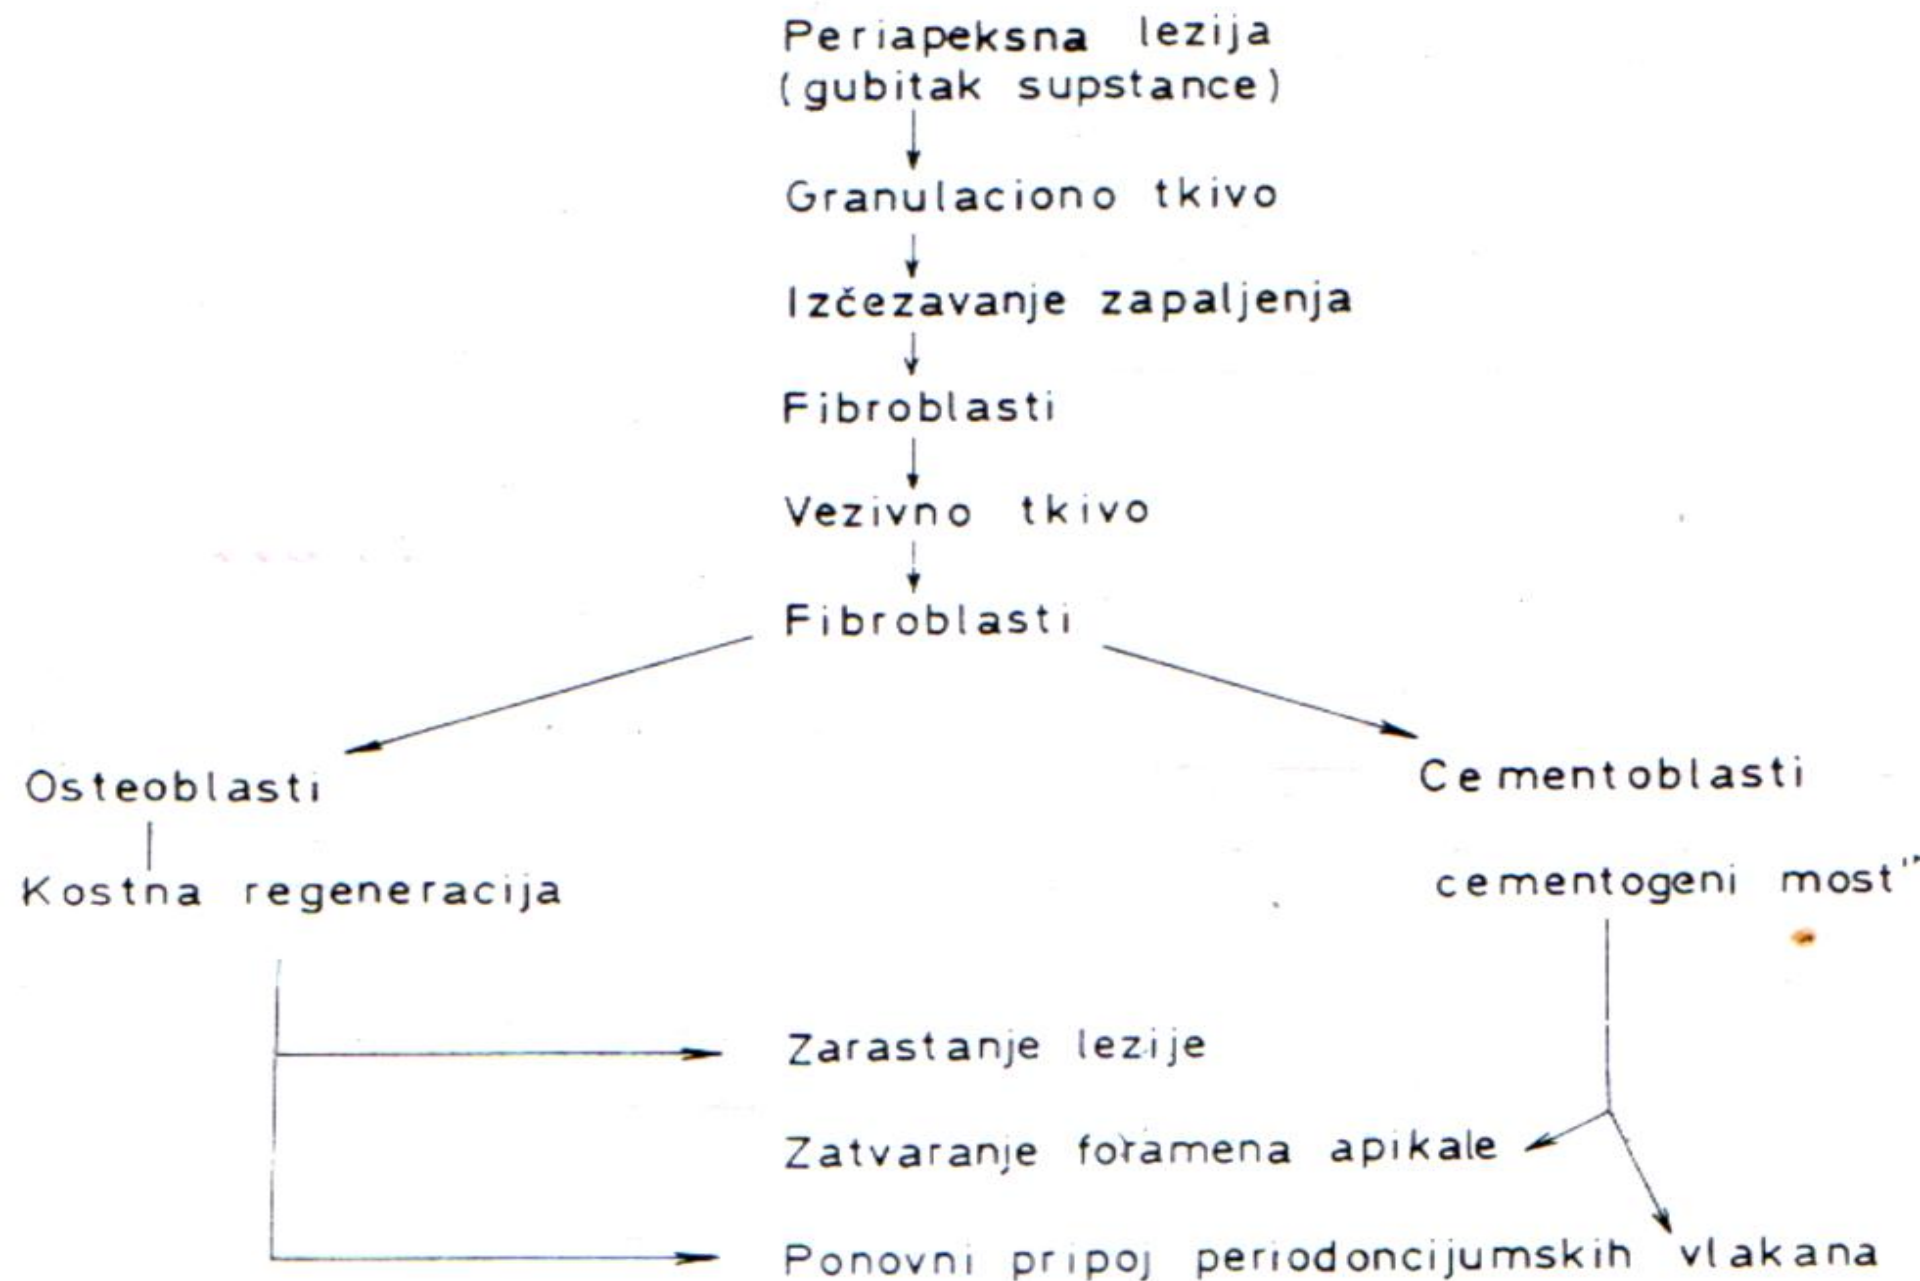 Periapeksna lezija
(gubitak supstance)
Granulaciono tkivo
Izčezavanje zapaljenja
Fibroblasti
Vezivno tkivo
Fibroblasti
Osteoblasti
Cementoblasti
Kostna regeneracija
cementogeni most"
Zarastanje lezije
Zatvaranje foramena apikale
Ponovni pripoj periodoncijumskih vlakana